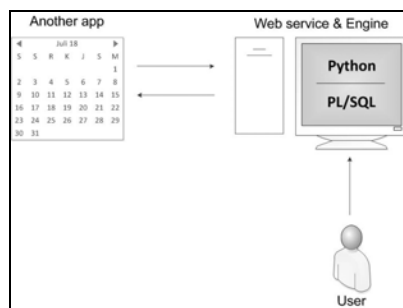 Another app
Web service & Engine
Juli 18
S S R K J S M
1
2 3 4 5 6 7 8
9 10 11 12 13 14 15
16 17 18 19 20 21 22
23 24 25 26 27 28 29
30 31
Python
PL/SQL
User